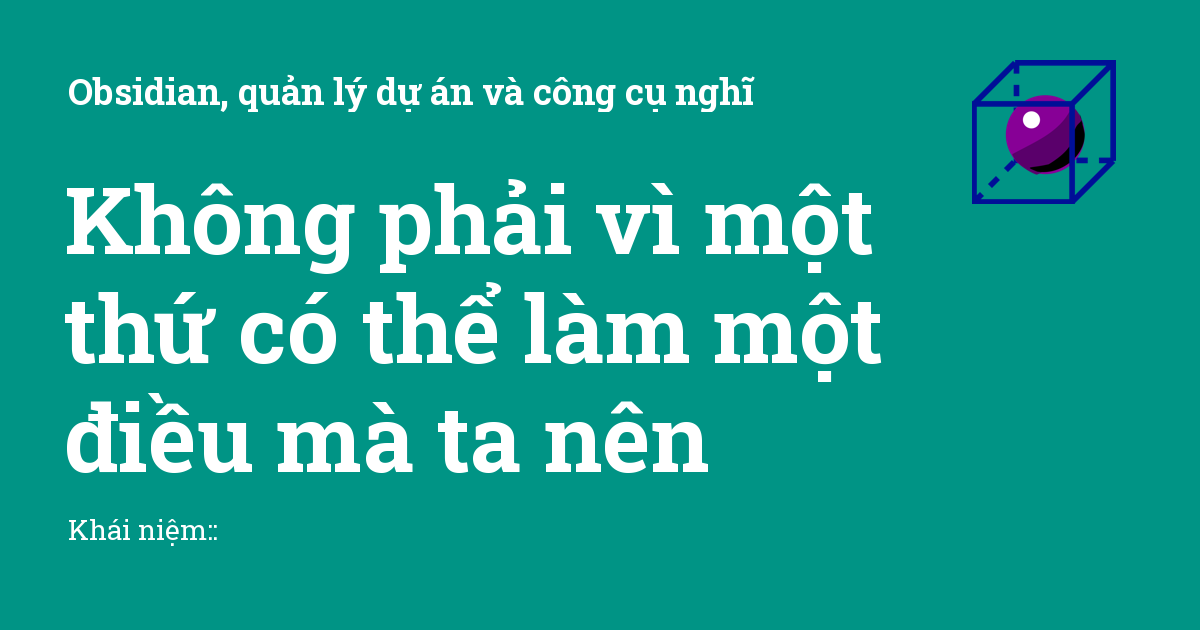 Obsidian, quản lý dự án và công cụ nghĩ
Không phải vì một
thứ có thể làm một
điều mà ta nên
Khái niệm::